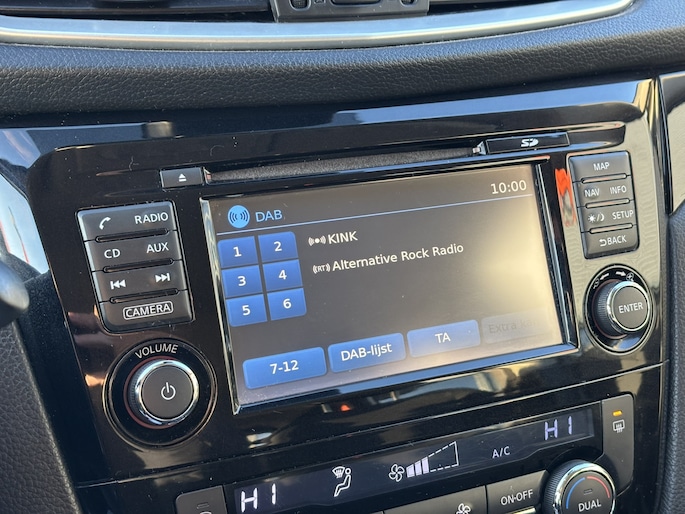 SD
MAP
NAV INFO
SETUP
BACK
RADIO
CD AUX
CAMERA
VOLUME
DAB 10:00
KINK
(RT) Alternative Rock Radio
1 2
3 4
5 6
7-12 DAB-lijst TA
ENTER
HI A/C HI
ON-OFF DUAL